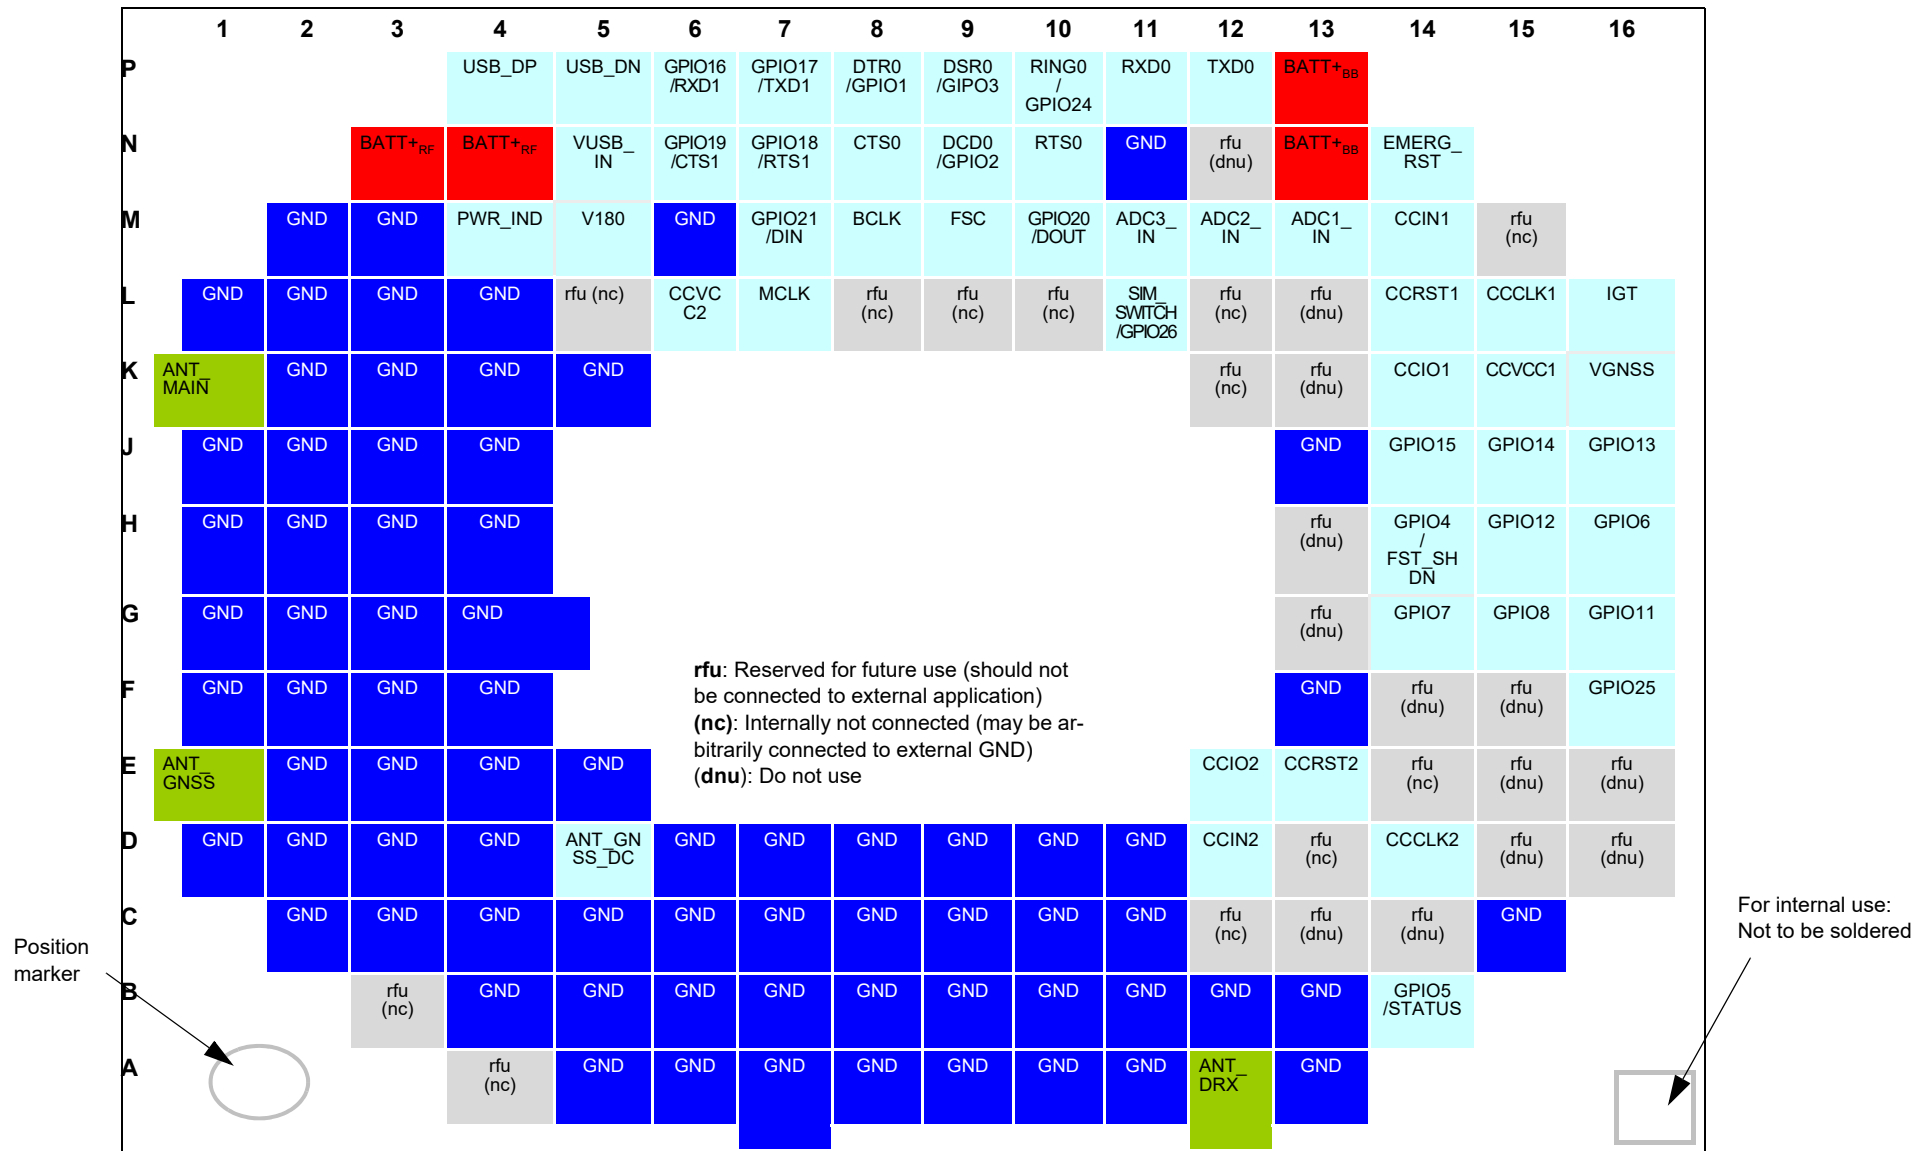 1 2 3 4 5 6 7 8 9 10 11 12 13 14 15 16
P USB_DP USB_DN GPIO16 /RXD1 GPIO17 /TXD1 DTR0 /GPIO1 DSR0 /GIPO3 RING0 / GPIO24 RXD0 TXD0 BATT+BB
N BATT+RF BATT+RF VUSB_ IN GPIO19 /CTS1 GPIO18 /RTS1 CTS0 DCD0 /GPIO2 RTS0 GND rfu (dnu) BATT+BB EMERG_ RST
M GND GND PWR_IND V180 GND GPIO21 /DIN BCLK FSC GPIO20 /DOUT ADC3_ IN ADC2_ IN ADC1_ IN CCIN1 rfu (nc)
L GND GND GND GND rfu (nc) CCVC C2 MCLK rfu (nc) rfu (nc) rfu (nc) SIM_ SWITCH /GPIO26 rfu (nc) rfu (dnu) CCRST1 CCCLK1 IGT
K ANT_ MAIN GND GND GND GND rfu (nc) rfu (dnu) CCIO1 CCVCC1 VGNSS
J GND GND GND GND GND GPIO15 GPIO14 GPIO13
H GND GND GND GND rfu (dnu) GPIO4 / FST_SH DN GPIO12 GPIO6
G GND GND GND GND rfu (dnu) GPIO7 GPIO8 GPIO11
F GND GND GND GND GND rfu (dnu) rfu (dnu) GPIO25
rfu: Reserved for future use (should not
be connected to external application)
(nc): Internally not connected (may be ar-
bitrarily connected to external GND)
(dnu): Do not use
E ANT_ GNSS GND GND GND GND CCIO2 CCRST2 rfu (nc) rfu (dnu) rfu (dnu)
D GND GND GND GND ANT_GN SS_DC GND GND GND GND GND GND CCIN2 rfu (nc) CCCLK2 rfu (dnu) rfu (dnu)
C GND GND GND GND GND GND GND GND GND GND rfu (nc) rfu (dnu) rfu (dnu) GND
B rfu (nc) GND GND GND GND GND GND GND GND GND GND GPIO5 /STATUS
A rfu (nc) GND GND GND GND GND GND GND ANT_ DRX GND
Position
marker
For internal use:
Not to be soldered